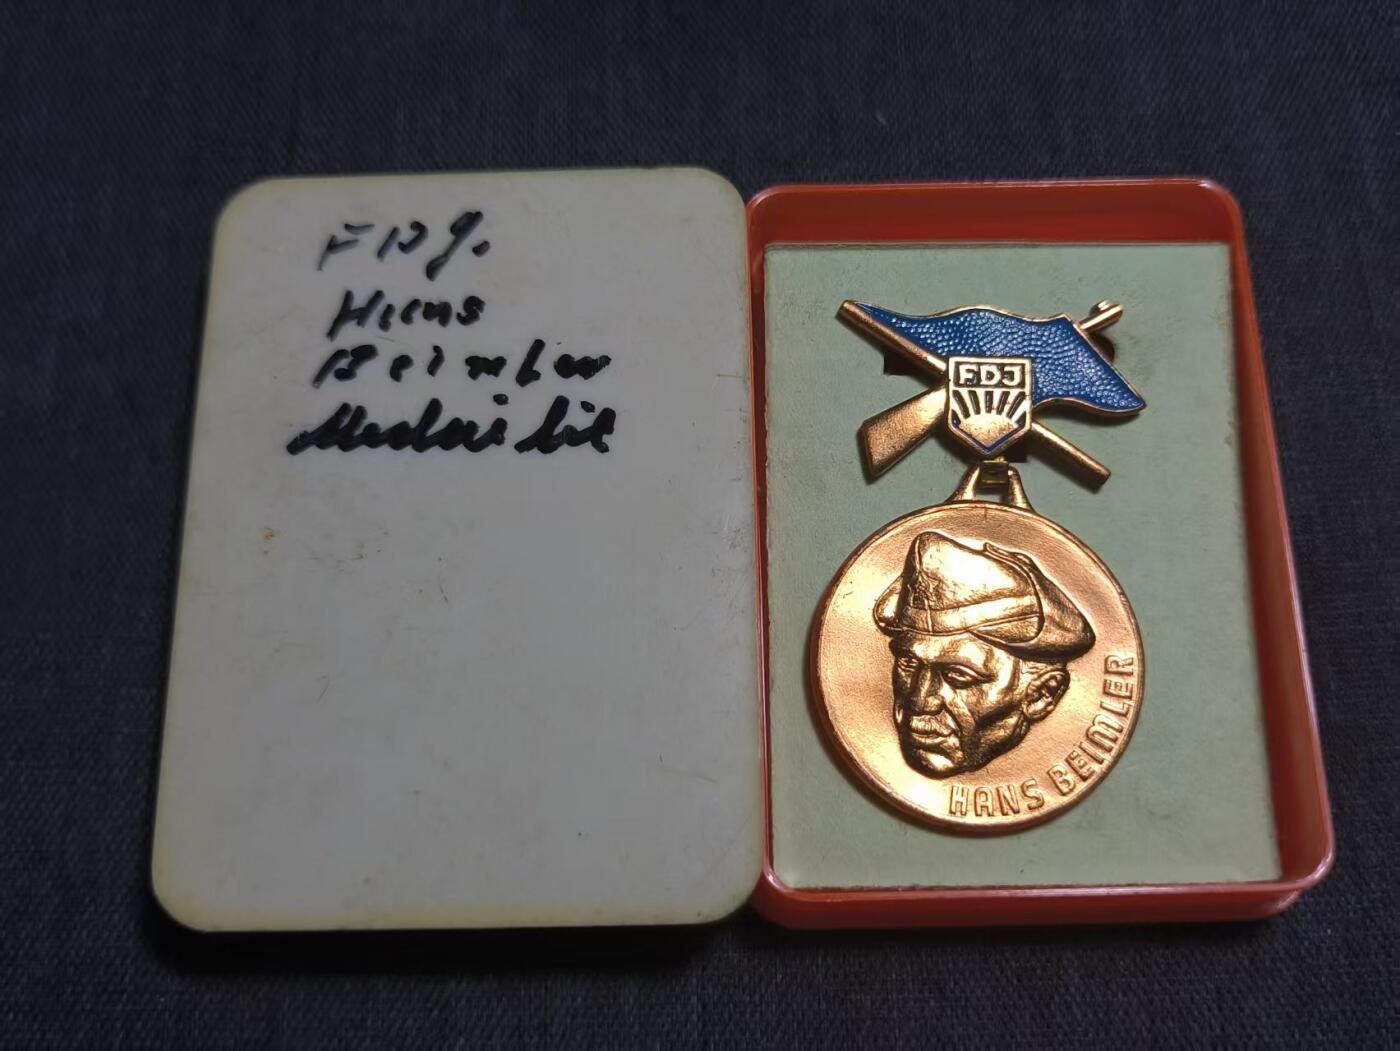 FDJ.
Hans
Beimler
Medaille
FDJ
HANS BEIMLER